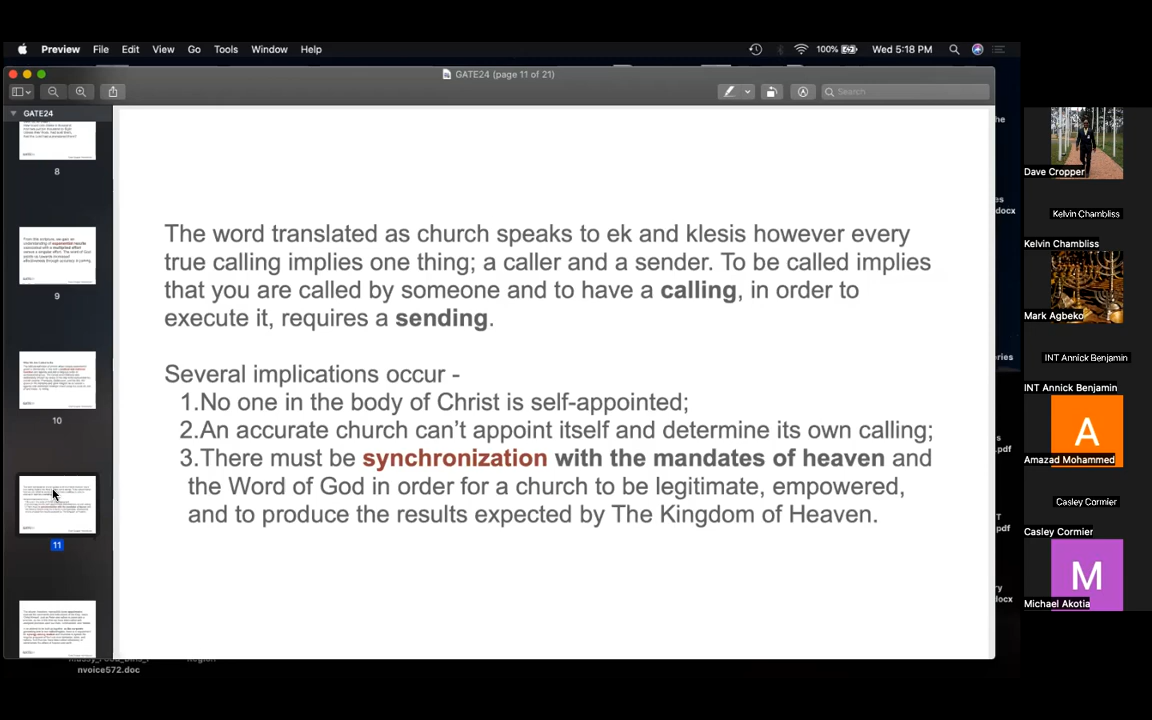 Preview File Edit View Go Tools Window Help
100% Wed 5:18 PM
GATE24 (page 11 of 21)
Search
GATE24
8
9
10
11
The word translated as church speaks to ek and klesis however every
true calling implies one thing; a caller and a sender. To be called implies
that you are called by someone and to have a calling, in order to
execute it, requires a sending.
Several implications occur -
1.No one in the body of Christ is self-appointed;
2.An accurate church can’t appoint itself and determine its own calling;
3.There must be synchronization with the mandates of heaven and
the Word of God in order for a church to be legitimate, empowered,
and to produce the results expected by The Kingdom of Heaven.
nvoice572.doc
docx
.pdf
pdf
docx
Dave Cropper
Kelvin Chambliss
Kelvin Chambliss
Mark Agbeko
INT Annick Benjamin
INT Annick Benjamin
A
Amazad Mohammed
Casley Cormier
Casley Cormier
M
Michael Akotia